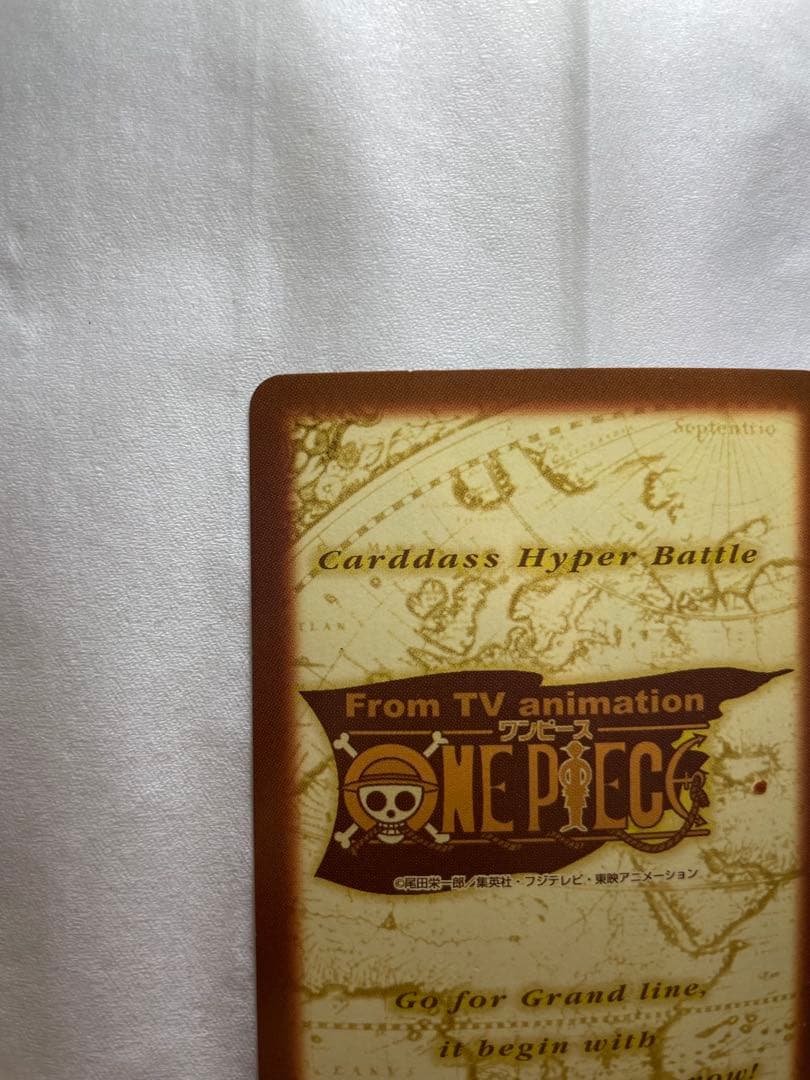 Septentrio
Carddass Hyper Battle
From TV animation
ワンピース
ONE PIECE
©尾田栄一郎／集英社・フジテレビ・東映アニメーション
Go for Grand line,
it begin with
now!